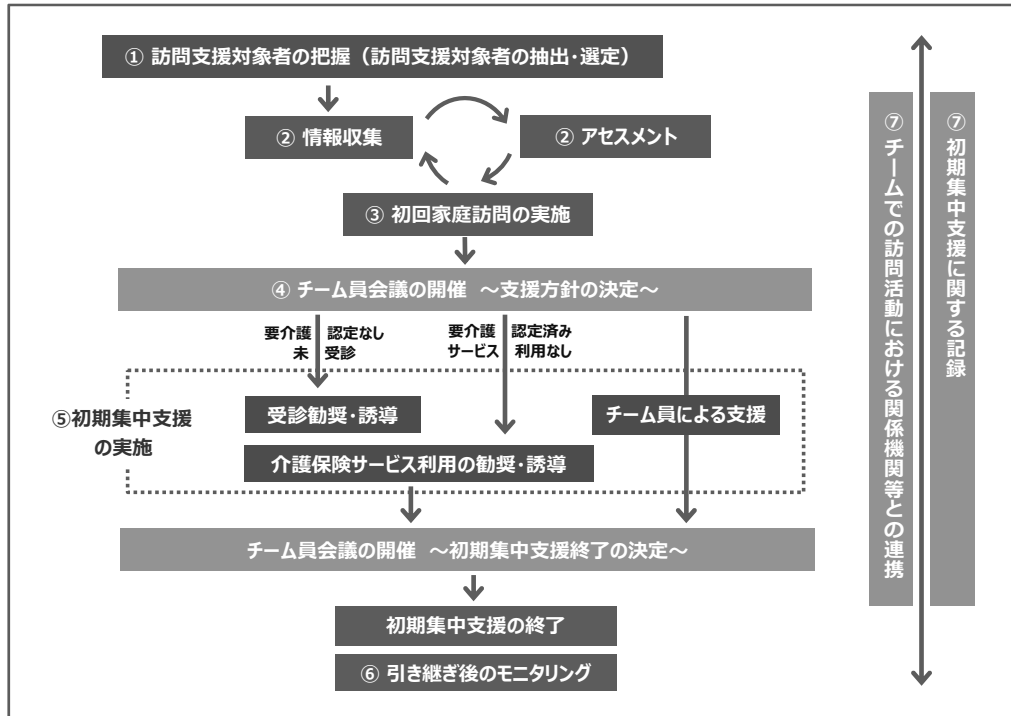 ① 訪問支援対象者の把握（訪問支援対象者の抽出・選定）
② 情報収集
② アセスメント
③ 初回家庭訪問の実施
④ チーム員会議の開催 ～支援方針の決定～
要介護 認定なし
未 受診
要介護 認定済み
サービス 利用なし
⑤初期集中支援
の実施
受診勧奨・誘導
チーム員による支援
介護保険サービス利用の勧奨・誘導
チーム員会議の開催 ～初期集中支援終了の決定～
初期集中支援の終了
⑥ 引き継ぎ後のモニタリング
⑦ 初期集中支援に関する記録
⑦ チームでの訪問活動における関係機関等との連携